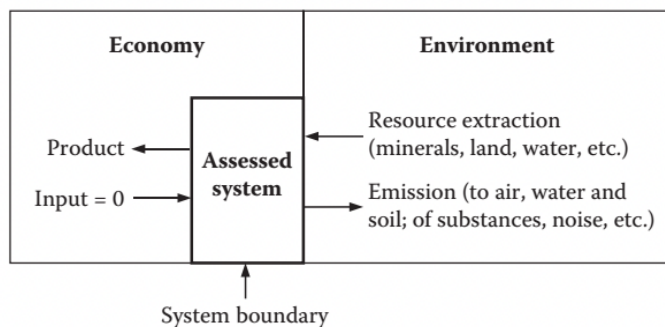 Economy
Environment
Product
Input = 0
Assessed
system
Resource extraction
(minerals, land, water, etc.)
Emission (to air, water and
soil; of substances, noise, etc.)
System boundary